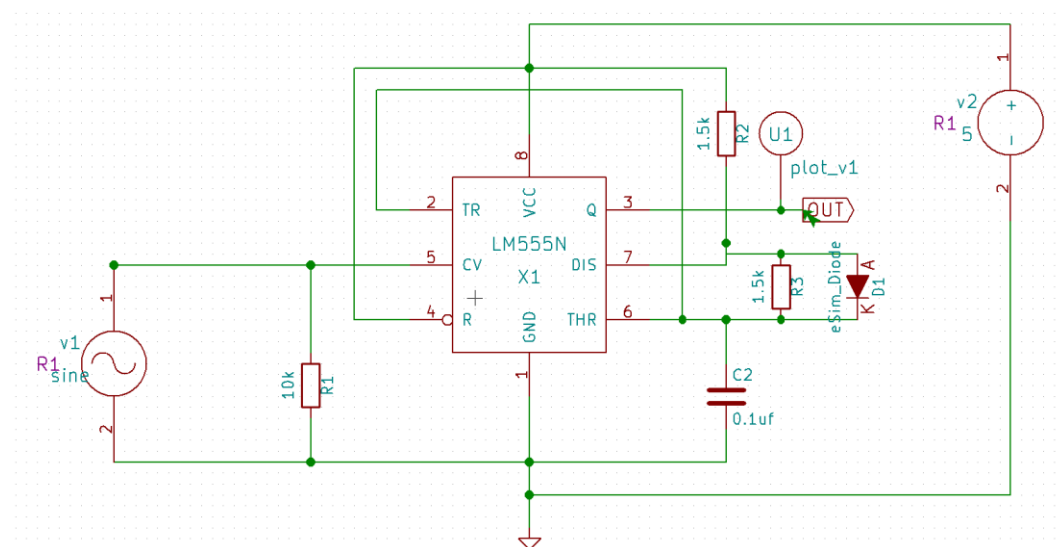 1
v2
+
R1
5
-
2
1.5k
R2
U1
plot_v1
8
VCC
2
TR
Q
3
OUT
LM555N
X1
5
CV
DIS
7
1.5k
R3
eSim_Diode
A
D1
K
4
R
THR
6
GND
1
1
v1
R1
sine
2
10k
R1
C2
0.1uf